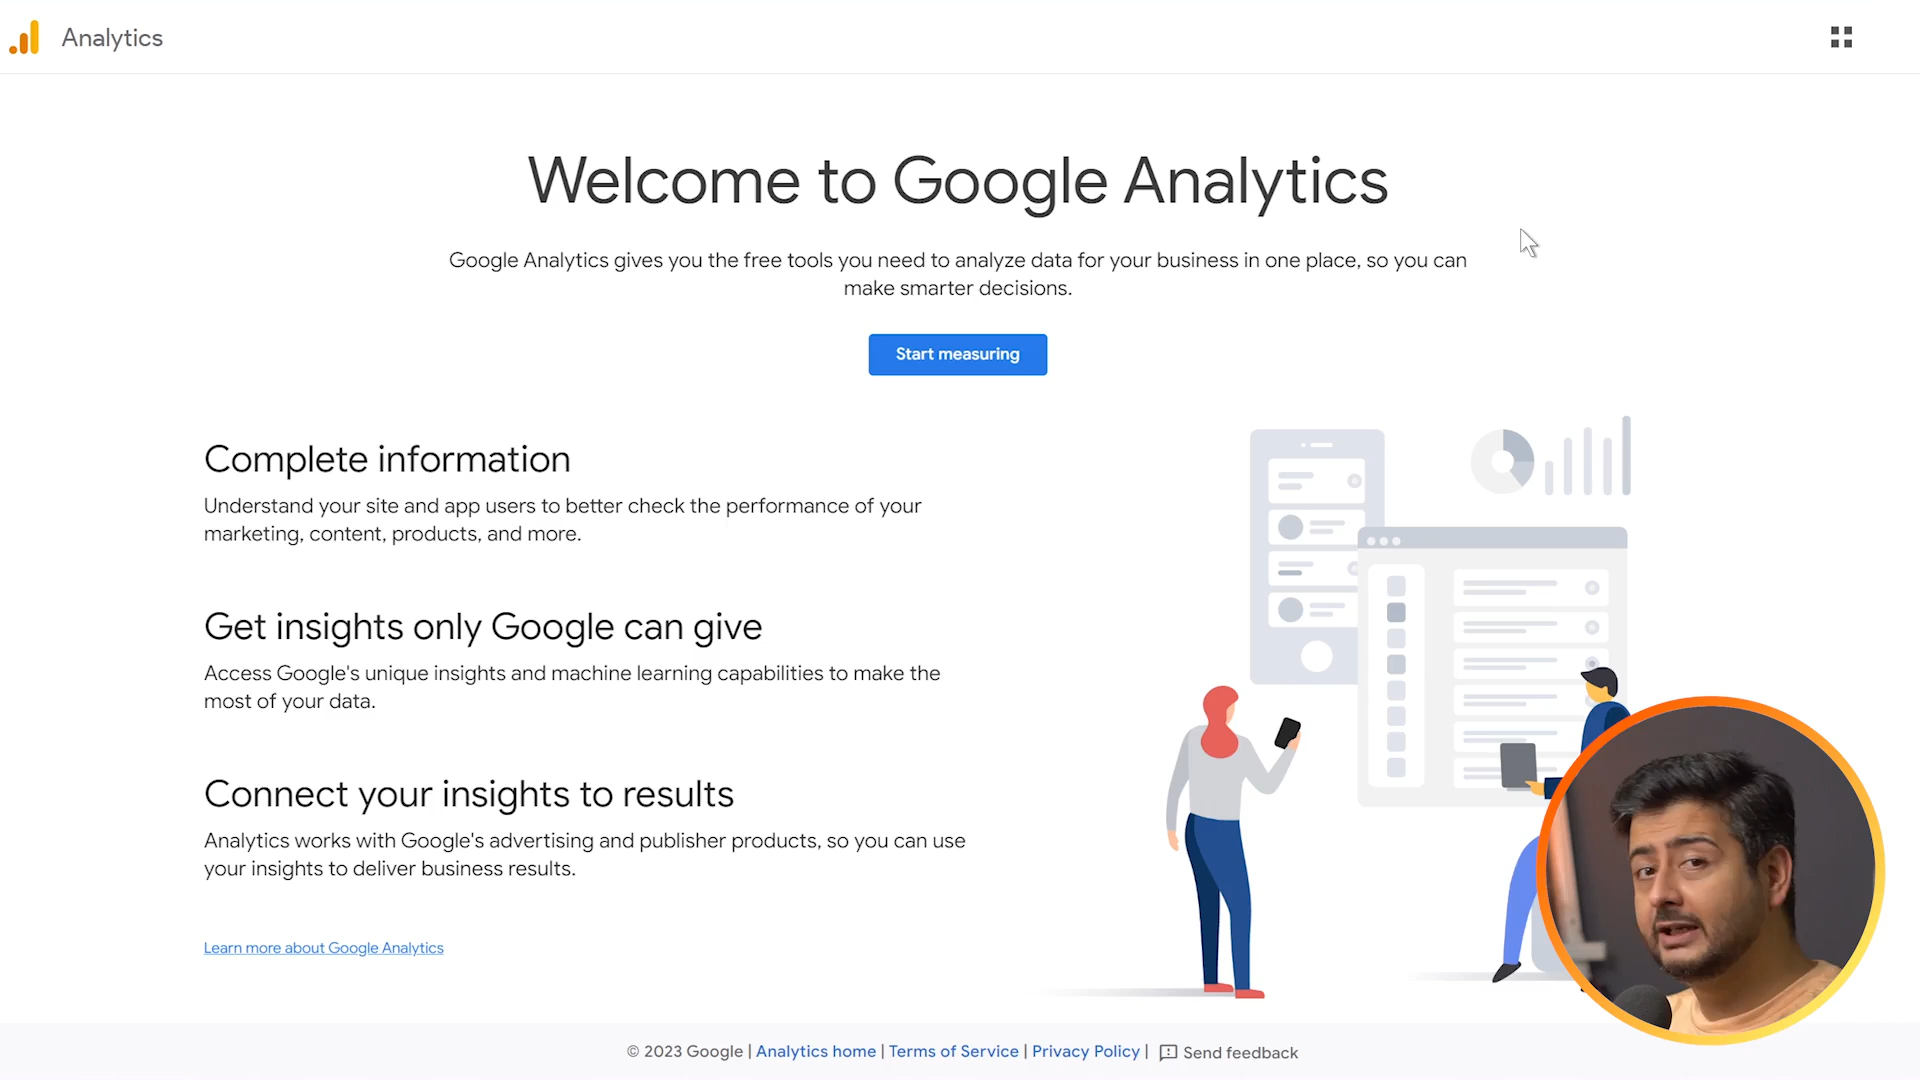 Analytics
Welcome to Google Analytics
Google Analytics gives you the free tools you need to analyze data for your business in one place, so you can
make smarter decisions.
Start measuring
Complete information
Understand your site and app users to better check the performance of your
marketing, content, products, and more.
Get insights only Google can give
Access Google's unique insights and machine learning capabilities to make the
most of your data.
Connect your insights to results
Analytics works with Google's advertising and publisher products, so you can use
your insights to deliver business results.
Learn more about Google Analytics
© 2023 Google | Analytics home | Terms of Service | Privacy Policy | Send feedback